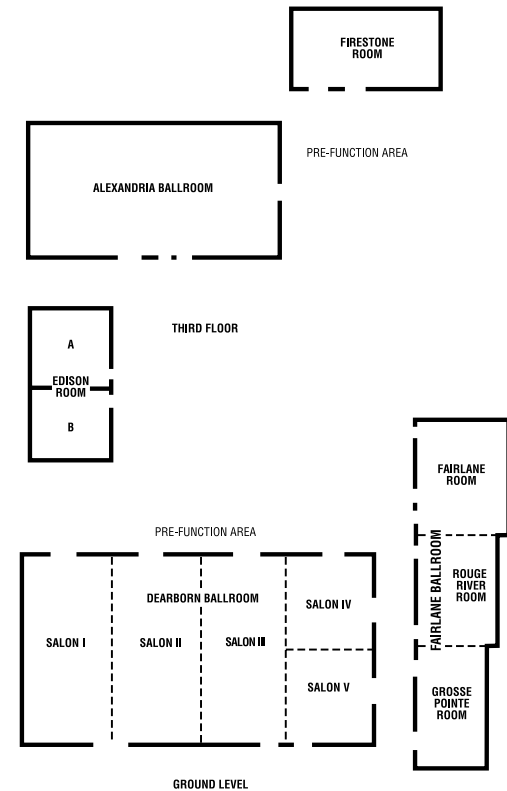 FIRESTONE
ROOM
PRE-FUNCTION AREA
ALEXANDRIA BALLROOM
THIRD FLOOR
A
EDISON
ROOM
B
FAIRLANE
ROOM
PRE-FUNCTION AREA
FAIRLANE BALLROOM
ROUGE
RIVER
ROOM
DEARBORN BALLROOM
SALON I
SALON II
SALON III
SALON IV
SALON V
GROSSE
POINTE
ROOM
GROUND LEVEL